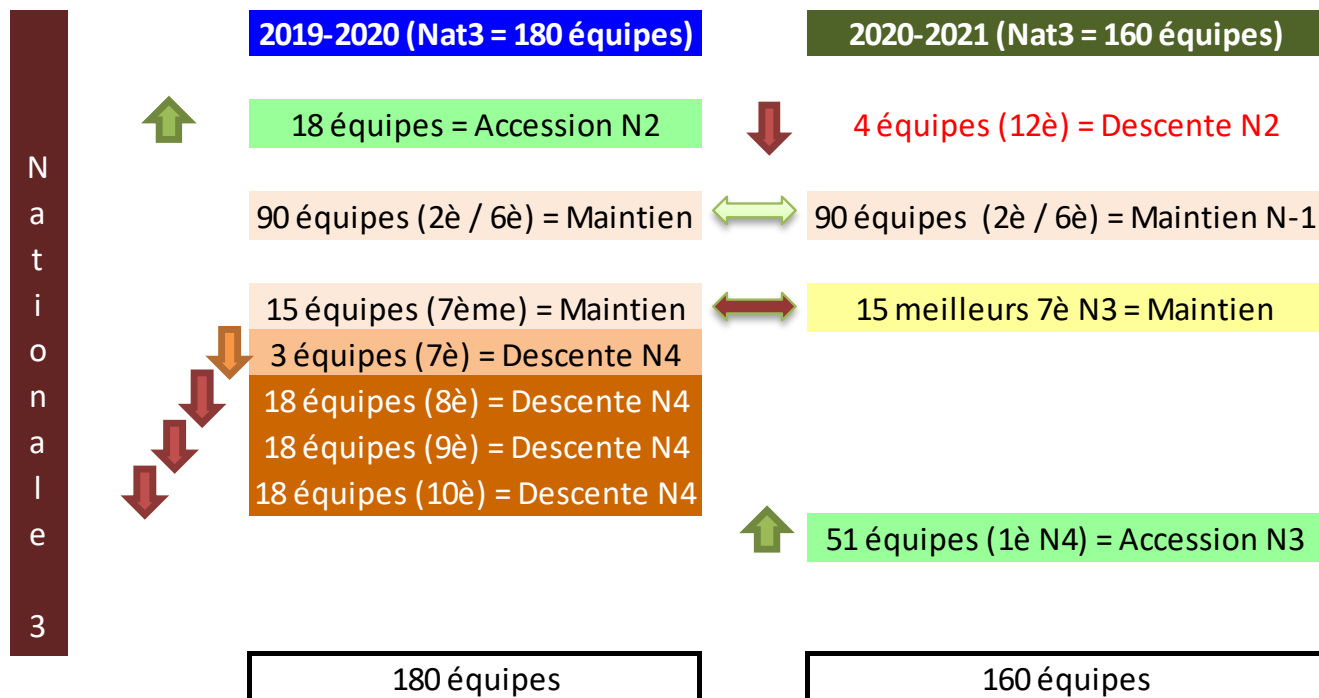 2019-2020 (Nat3 = 180 équipes)
2020-2021 (Nat3 = 160 équipes)
18 équipes = Accession N2
4 équipes (12è) = Descente N2
90 équipes (2è / 6è) = Maintien
90 équipes (2è / 6è) = Maintien N-1
15 équipes (7ème) = Maintien
15 meilleurs 7è N3 = Maintien
3 équipes (7è) = Descente N4
18 équipes (8è) = Descente N4
18 équipes (9è) = Descente N4
18 équipes (10è) = Descente N4
51 équipes (1è N4) = Accession N3
180 équipes
160 équipes
Nationale 3